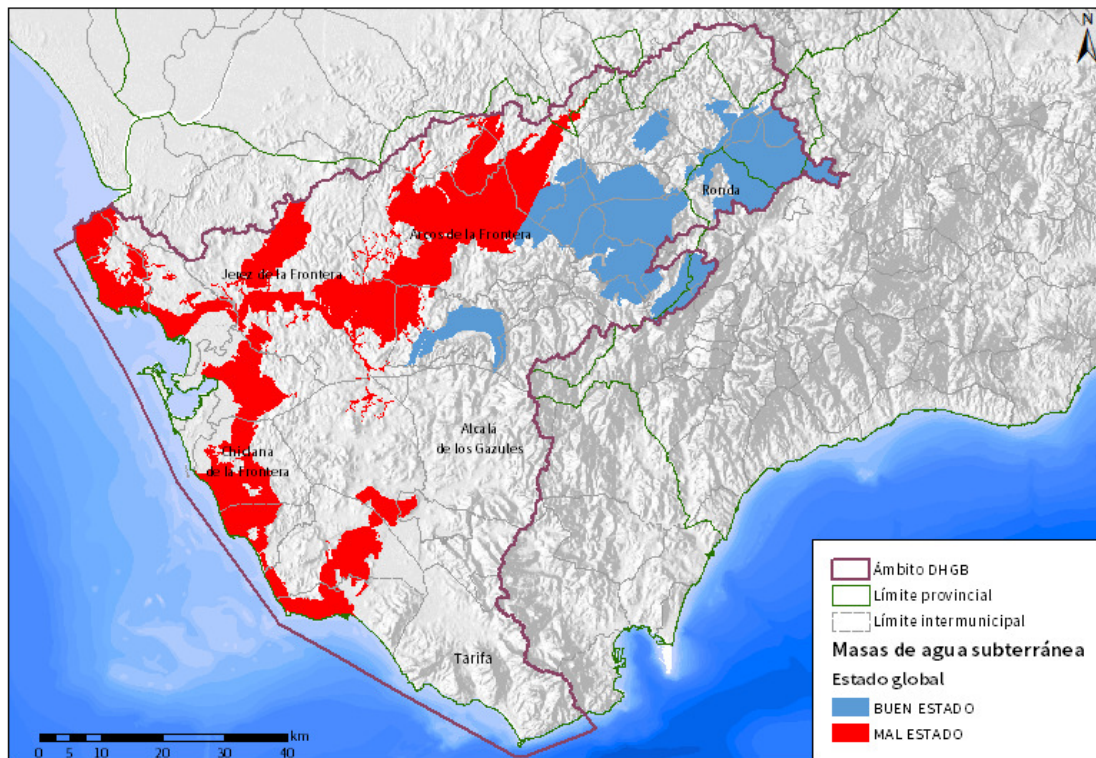 N
Ronda
Arcos de la Frontera
Jerez de la Frontera
Alcalá
de los Gazules
Chiclana
de la Frontera
Tarifa
Ámbito DHGB
Límite provincial
Límite intermunicipal
Masas de agua subterránea
Estado global
BUEN ESTADO
MAL ESTADO
km
0 5 10 20 30 40